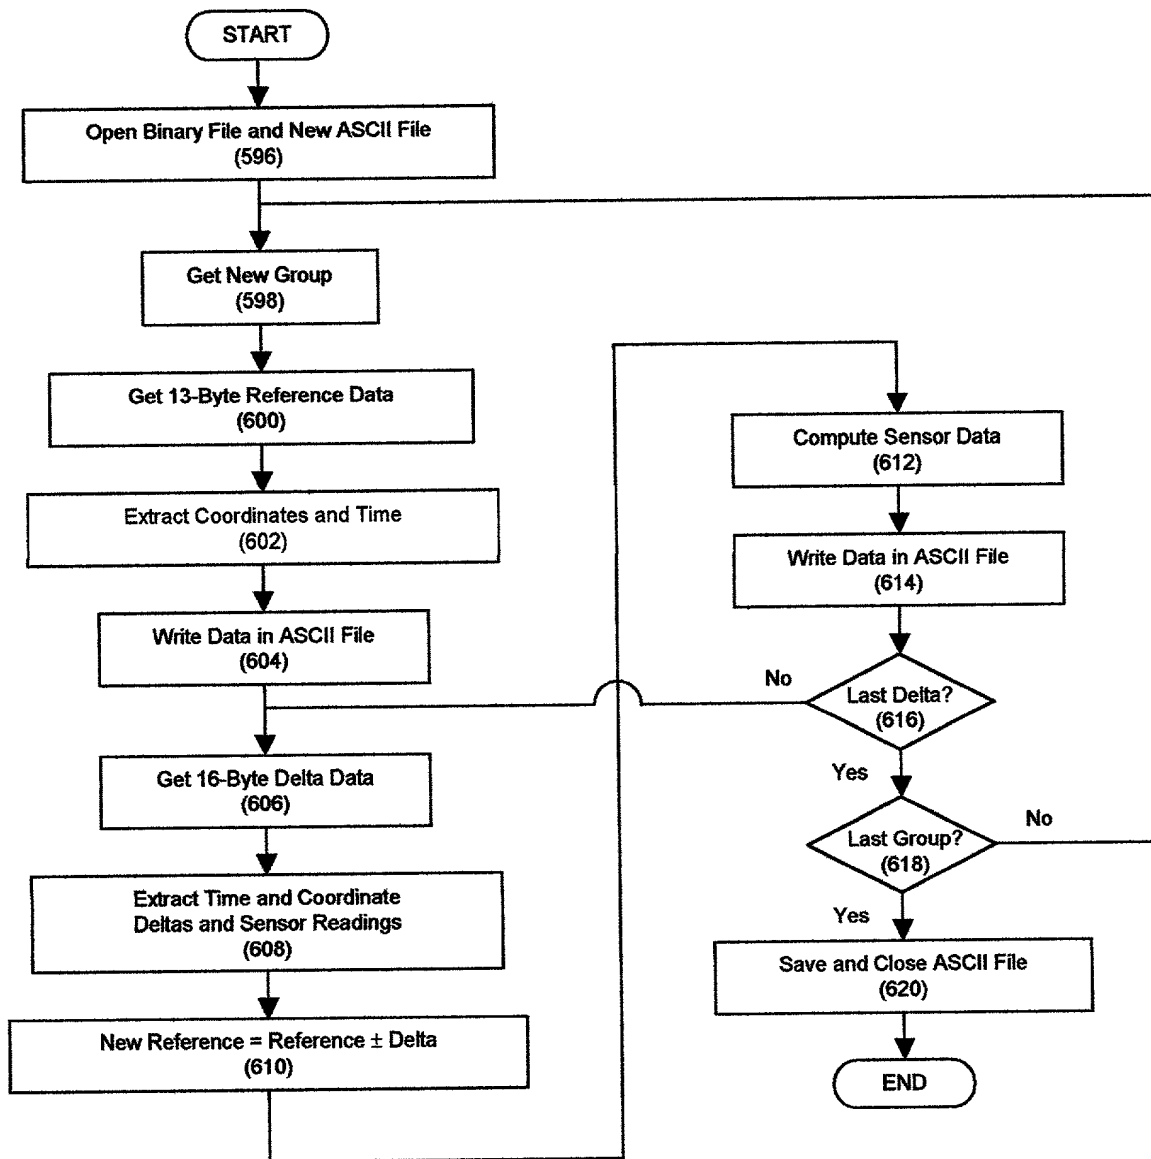 START
Open Binary File and New ASCII File
(596)
Get New Group
(598)
Get 13-Byte Reference Data
(600)
Extract Coordinates and Time
(602)
Write Data in ASCII File
(604)
Get 16-Byte Delta Data
(606)
Extract Time and Coordinate
Deltas and Sensor Readings
(608)
New Reference = Reference ± Delta
(610)
Compute Sensor Data
(612)
Write Data in ASCII File
(614)
No
Last Delta?
(616)
Yes
Last Group?
(618)
No
Yes
Save and Close ASCII File
(620)
END